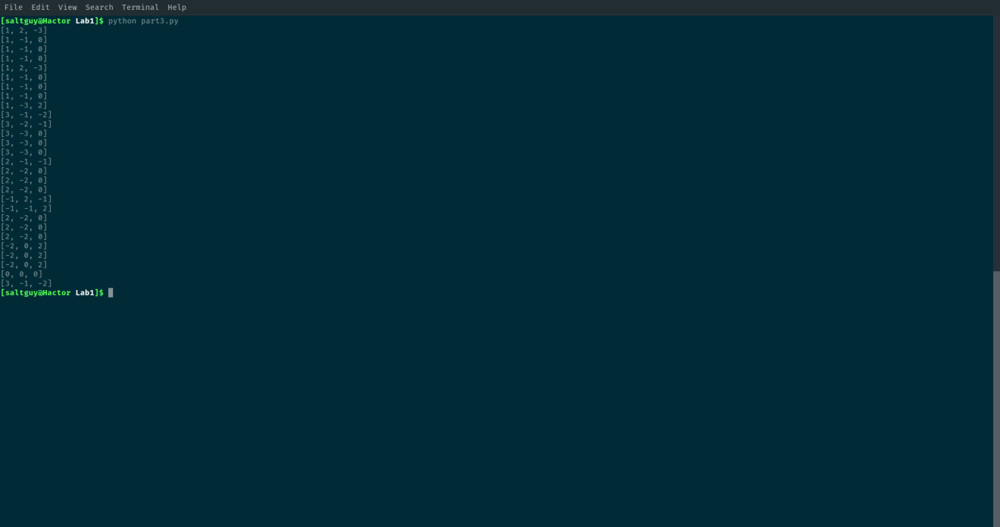 File Edit View Search Terminal Help
[saltguy@Hactor Lab1]$ python part3.py
[1, 2, -3]
[1, -1, 0]
[1, -1, 0]
[1, -1, 0]
[1, 2, -3]
[1, -1, 0]
[1, -1, 0]
[1, -1, 0]
[1, -3, 2]
[3, -1, -2]
[3, -2, -1]
[3, -3, 0]
[3, -3, 0]
[3, -3, 0]
[2, -1, -1]
[2, -2, 0]
[2, -2, 0]
[2, -2, 0]
[-1, 2, -1]
[-1, -1, 2]
[2, -2, 0]
[2, -2, 0]
[2, -2, 0]
[-2, 0, 2]
[-2, 0, 2]
[-2, 0, 2]
[0, 0, 0]
[3, -1, -2]
[saltguy@Hactor Lab1]$